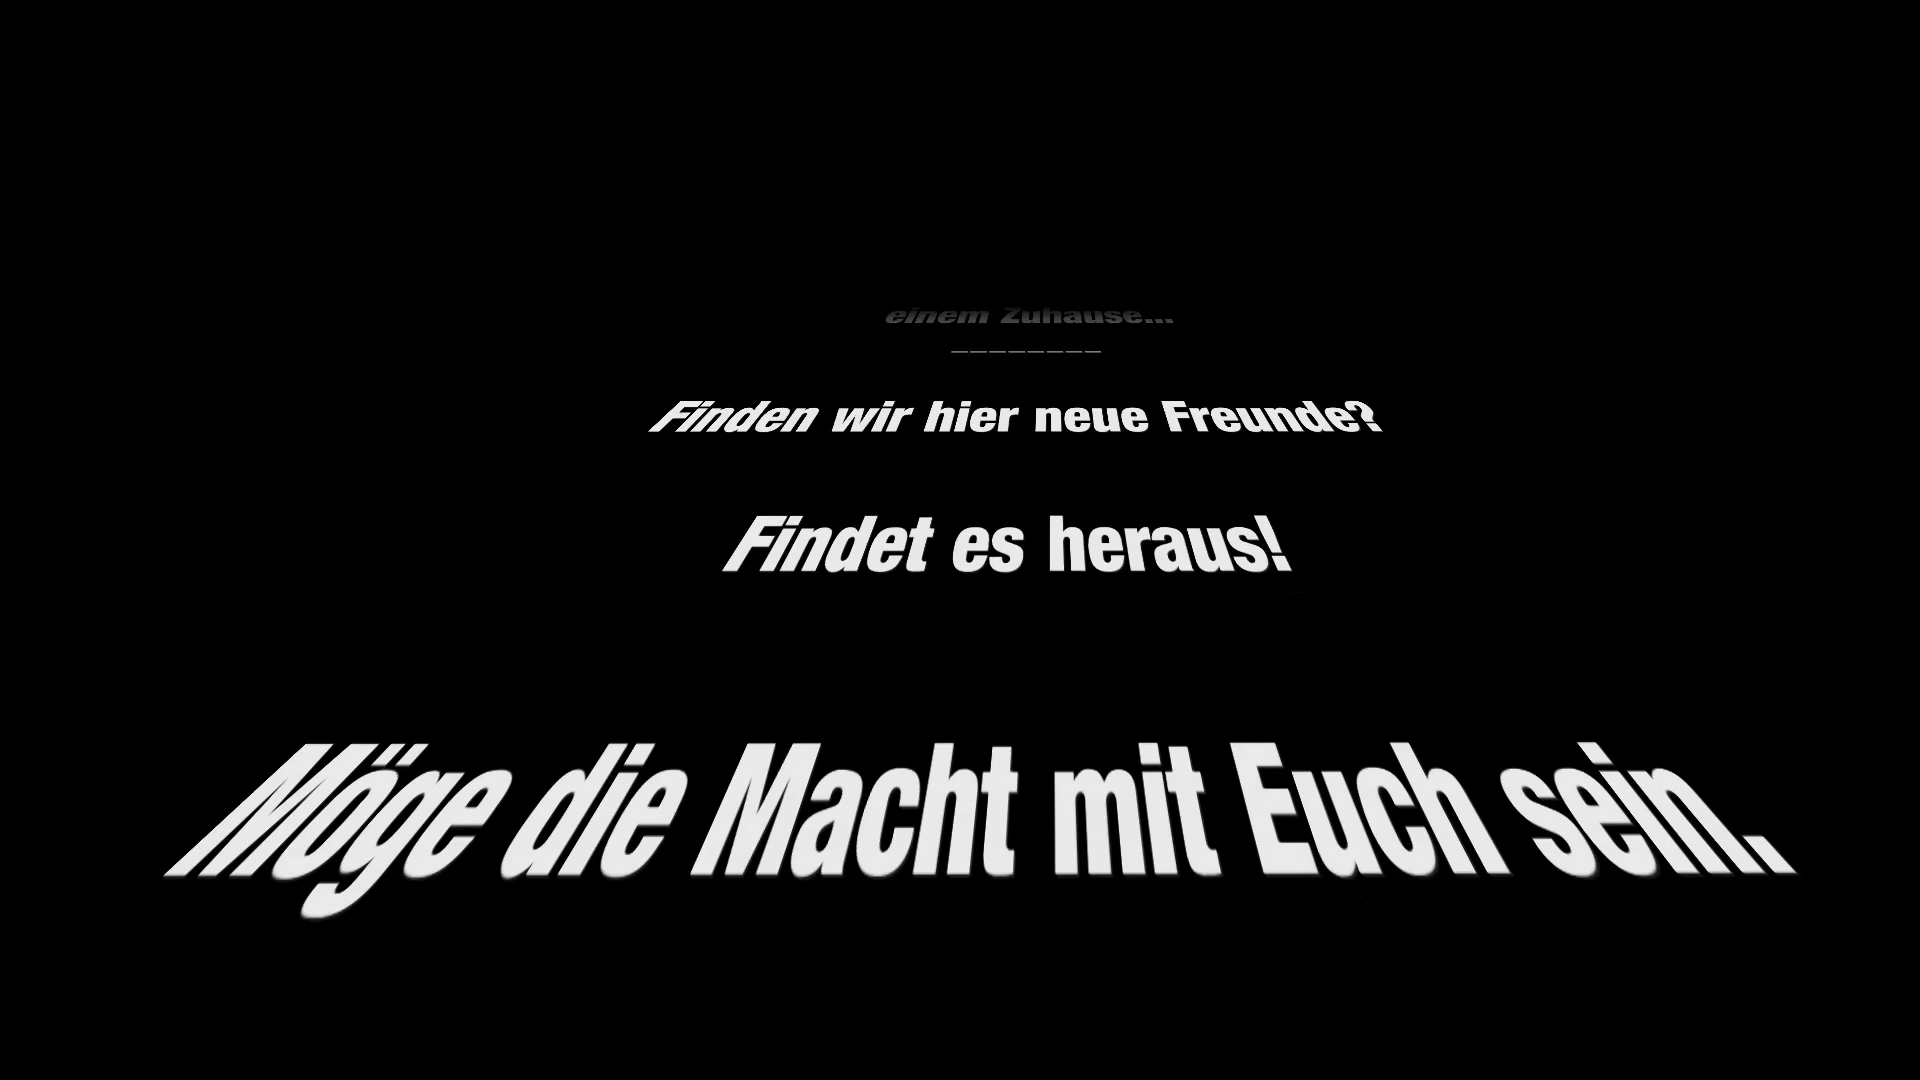 einem Zuhause...
________
Finden wir hier neue Freunde?
Findet es heraus!
Möge die Macht mit Euch sein.